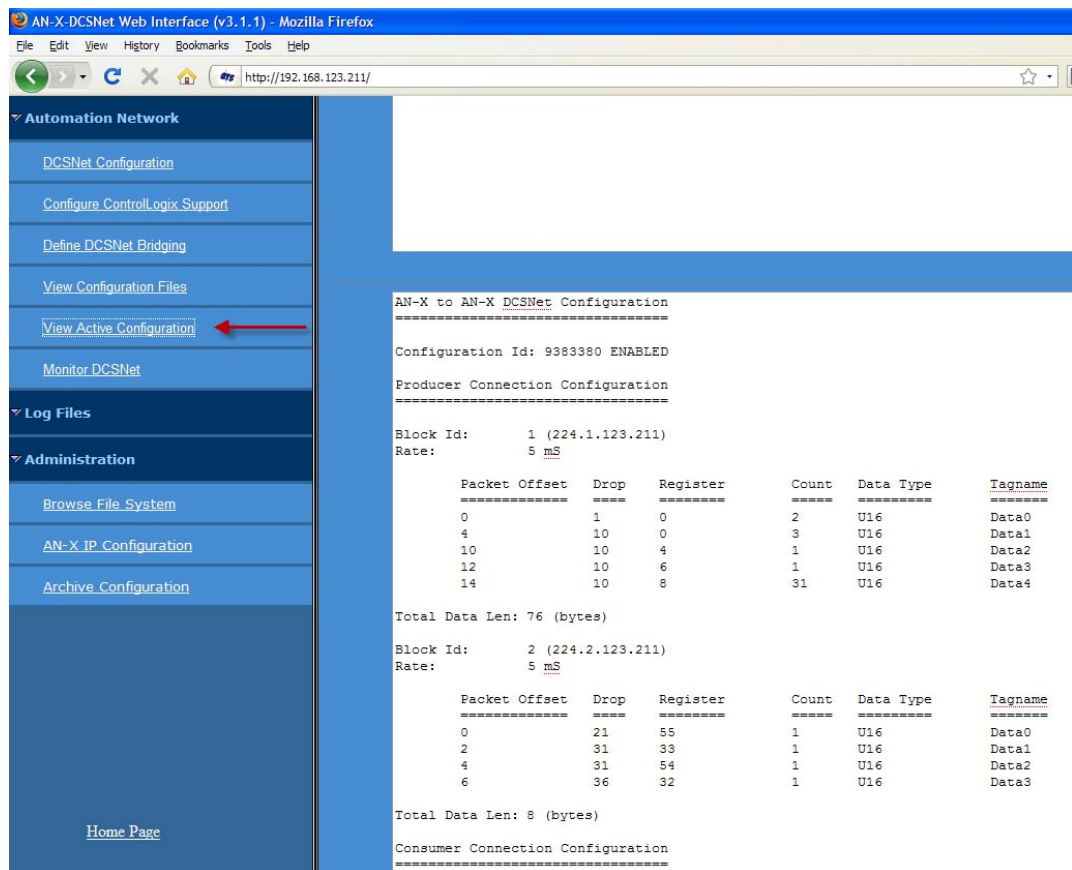 AN-X-DCSNet Web Interface (v3.1.1) - Mozilla Firefox
File Edit View History Bookmarks Tools Help
http://192.168.123.211/
Automation Network
DCSNet Configuration
Configure ControlLogix Support
Define DCSNet Bridging
View Configuration Files
View Active Configuration
Monitor DCSNet
Log Files
Administration
Browse File System
AN-X IP Configuration
Archive Configuration
Home Page
AN-X to AN-X DCSNet Configuration
=================================
Configuration Id: 9383380 ENABLED
Producer Connection Configuration
=================================
Block Id: 1 (224.1.123.211)
Rate: 5 mS
Packet Offset Drop Register Count Data Type Tagname
============= ==== ======== ===== ========= =======
0 1 0 2 U16 Data0
4 10 0 3 U16 Data1
10 10 4 1 U16 Data2
12 10 6 1 U16 Data3
14 10 8 31 U16 Data4
Total Data Len: 76 (bytes)
Block Id: 2 (224.2.123.211)
Rate: 5 mS
Packet Offset Drop Register Count Data Type Tagname
============= ==== ======== ===== ========= =======
0 21 55 1 U16 Data0
2 31 33 1 U16 Data1
4 31 54 1 U16 Data2
6 36 32 1 U16 Data3
Total Data Len: 8 (bytes)
Consumer Connection Configuration
=================================